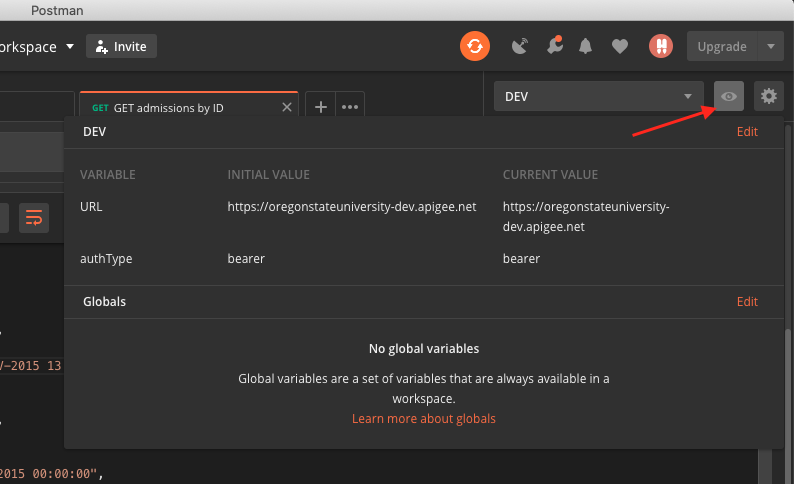 Postman
orkspace
Invite
Upgrade
GET GET admissions by ID
DEV
DEV
Edit
VARIABLE INITIAL VALUE CURRENT VALUE
URL https://oregonstateuniversity-dev.apigee.net https://oregonstateuniversity-
dev.apigee.net
authType bearer bearer
Globals
Edit
No global variables
Global variables are a set of variables that are always available in a
workspace.
Learn more about globals
-2015 13
2015 00:00:00",